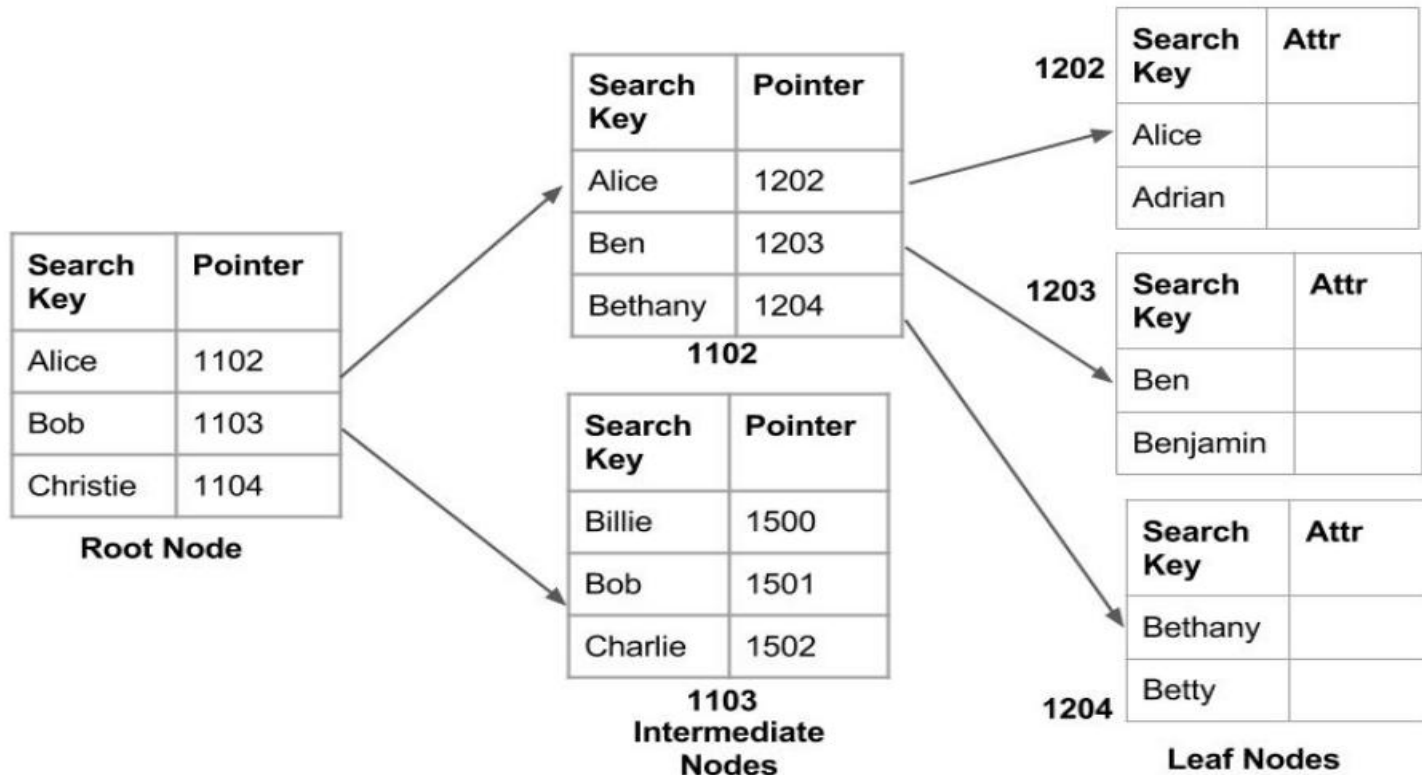 Search Key Pointer
Alice 1102
Bob 1103
Christie 1104
Root Node
Search Key Pointer
Alice 1202
Ben 1203
Bethany 1204
1102
Search Key Pointer
Billie 1500
Bob 1501
Charlie 1502
1103
Intermediate
Nodes
1202
Search Key Attr
Alice
Adrian
1203
Search Key Attr
Ben
Benjamin
1204
Search Key Attr
Bethany
Betty
Leaf Nodes